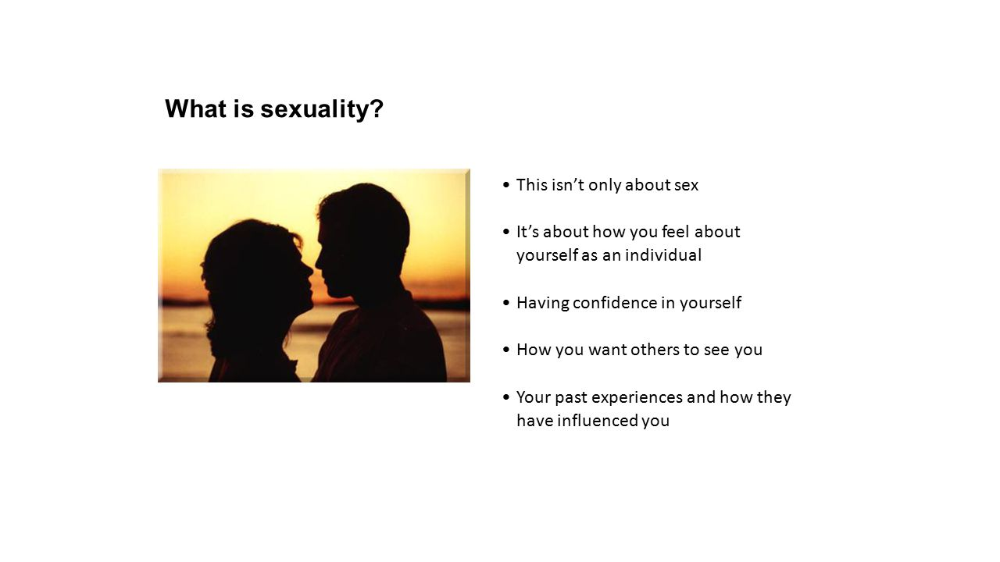 What is sexuality?
• This isn’t only about sex
• It’s about how you feel about
yourself as an individual
• Having confidence in yourself
• How you want others to see you
• Your past experiences and how they
have influenced you